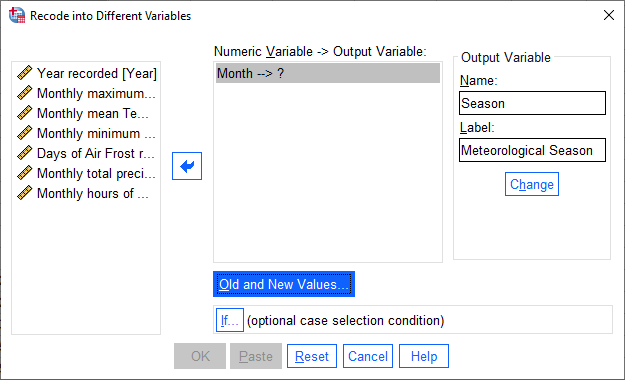 Recode into Different Variables
Numeric Variable -> Output Variable:
Year recorded [Year]
Monthly maximum...
Monthly mean Te...
Monthly minimum ...
Days of Air Frost r...
Monthly total preci...
Monthly hours of ...
Month --> ?
Output Variable
Name:
Season
Label:
Meteorological Season
Change
Old and New Values...
If... (optional case selection condition)
OK Paste Reset Cancel Help